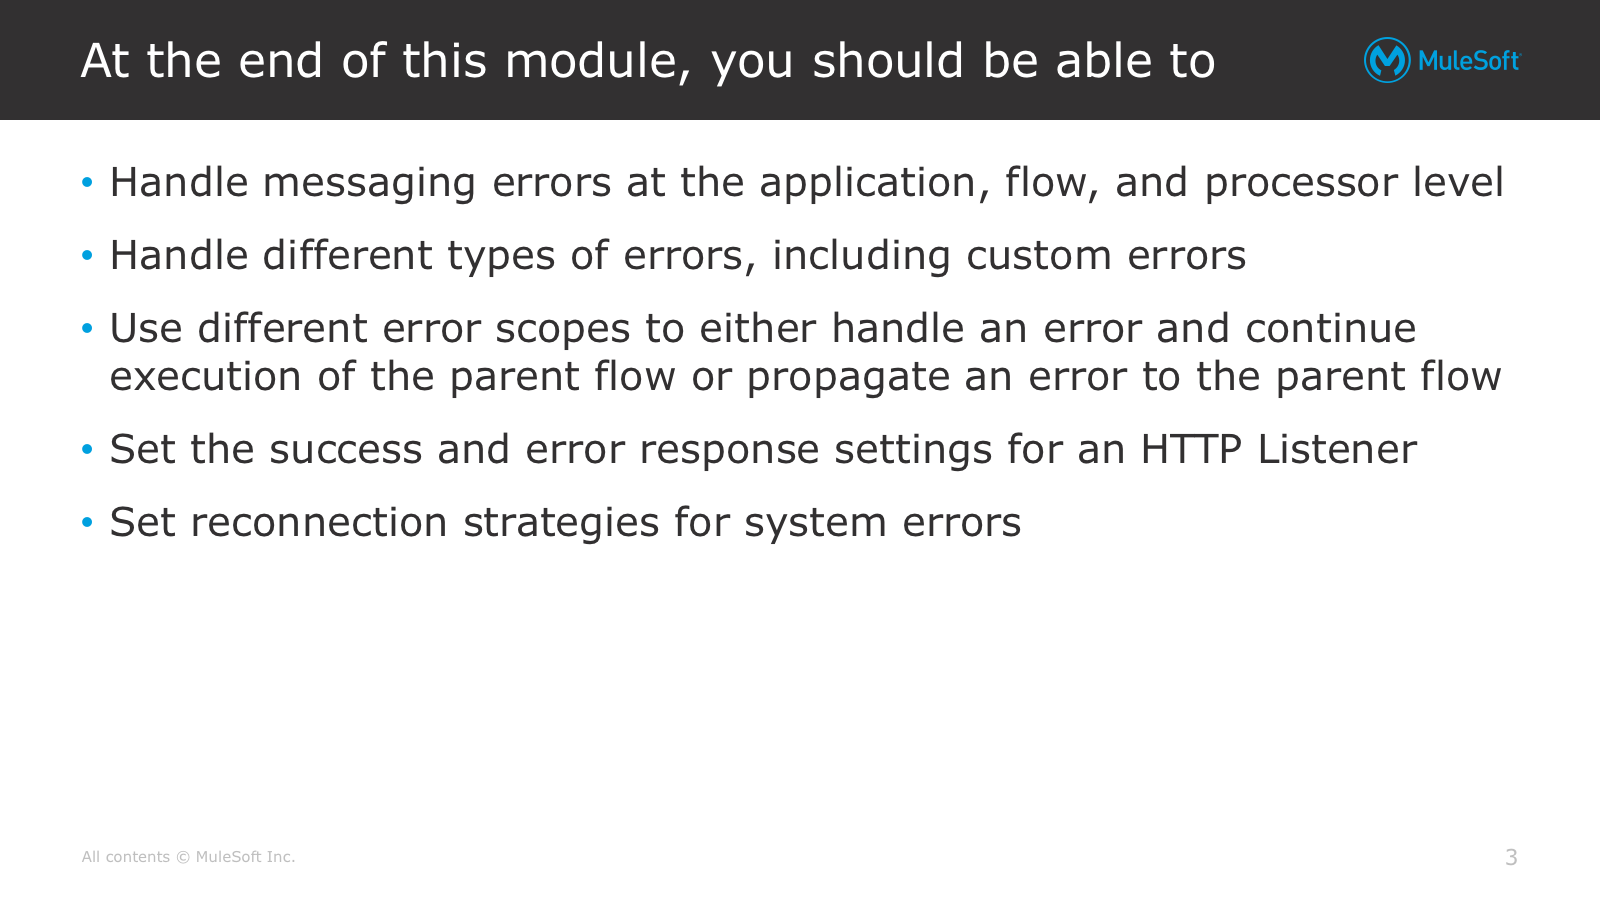 At the end of this module, you should be able to
MuleSoft
• Handle messaging errors at the application, flow, and processor level
• Handle different types of errors, including custom errors
• Use different error scopes to either handle an error and continue
execution of the parent flow or propagate an error to the parent flow
• Set the success and error response settings for an HTTP Listener
• Set reconnection strategies for system errors
All contents © MuleSoft Inc.
3